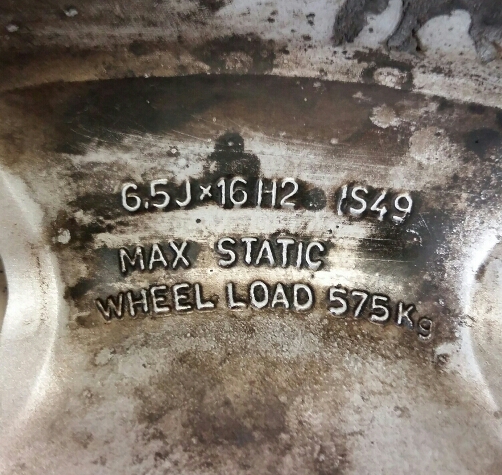 6.5J×16H2 IS49
MAX STATIC
WHEEL LOAD 575Kg